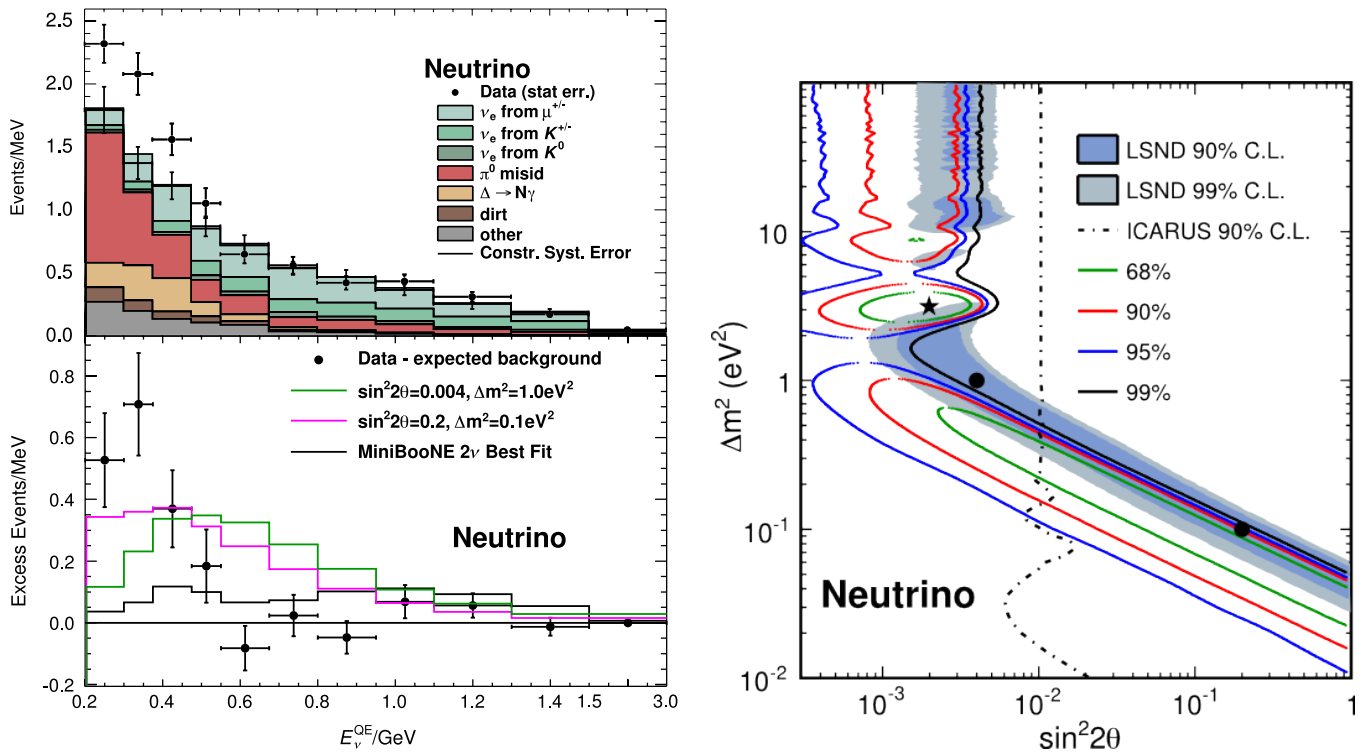 2.5
2.0
1.5
1.0
0.5
0.0
Events/MeV
Neutrino
Data (stat err.)
νe from μ+/-
νe from K+/-
νe from K0
π0 misid
Δ → Nγ
dirt
other
Constr. Syst. Error
0.8
0.6
0.4
0.2
0.0
-0.2
Excess Events/MeV
Data - expected background
sin²2θ=0.004, Δm²=1.0eV²
sin²2θ=0.2, Δm²=0.1eV²
MiniBooNE 2ν Best Fit
Neutrino
0.2 0.4 0.6 0.8 1.0 1.2 1.4 1.5 3.0
EνQE/GeV
10
1
10⁻¹
10⁻²
Δm² (eV²)
LSND 90% C.L.
LSND 99% C.L.
ICARUS 90% C.L.
68%
90%
95%
99%
Neutrino
10⁻³ 10⁻² 10⁻¹ 1
sin²2θ